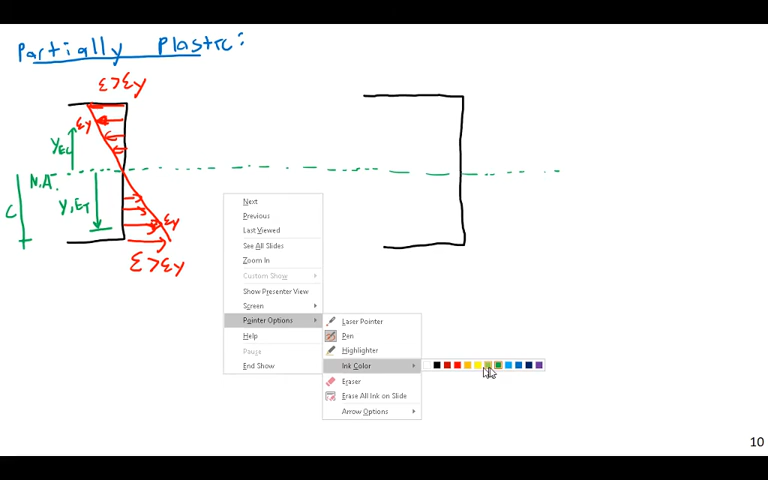 Partially Plastic:
ε>εy
εy
yEC
N.A.
y,ET
C
εy
ε>εy
Next
Previous
Last Viewed
See All Slides
Zoom In
Custom Show
Show Presenter View
Screen
Pointer Options
Help
Pause
End Show
Laser Pointer
Pen
Highlighter
Ink Color
Eraser
Erase All Ink on Slide
Arrow Options
10